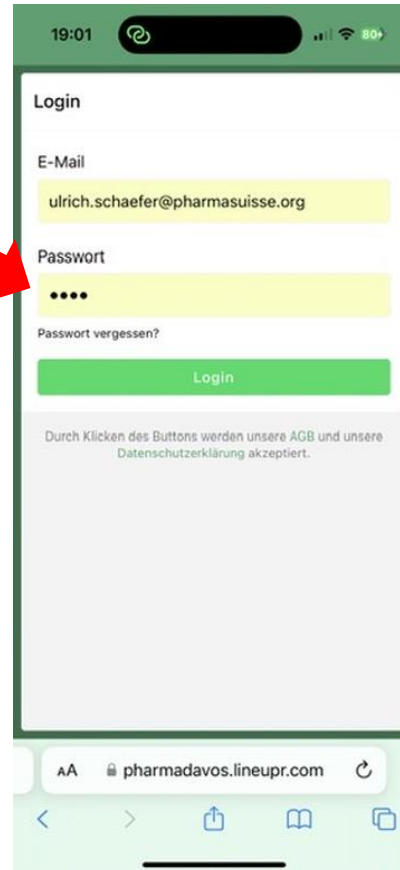 19:01
80
Login
E-Mail
ulrich.schaefer@pharmasuisse.org
Passwort
••••
Passwort vergessen?
Login
Durch Klicken des Buttons werden unsere AGB und unsere
Datenschutzerklärung akzeptiert.
AA pharmadavos.lineupr.com